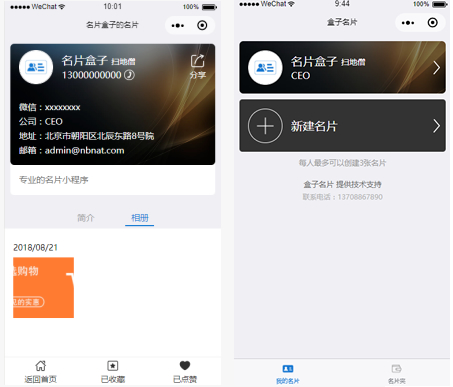 WeChat 10:01 100%
名片盒子的名片
名片盒子 扫地僧
13000000000
分享
微信：xxxxxxxx
公司：CEO
地址：北京市朝阳区北辰东路8号院
邮箱：admin@nbnat.com
专业的名片小程序
简介 相册
2018/08/21
购物
见的实惠
返回首页 已收藏 已点赞
WeChat 9:44 100%
盒子名片
名片盒子 扫地僧
CEO
新建名片
每人最多可以创建3张名片
盒子名片 提供技术支持
联系电话：13708867890
我的名片 名片夹